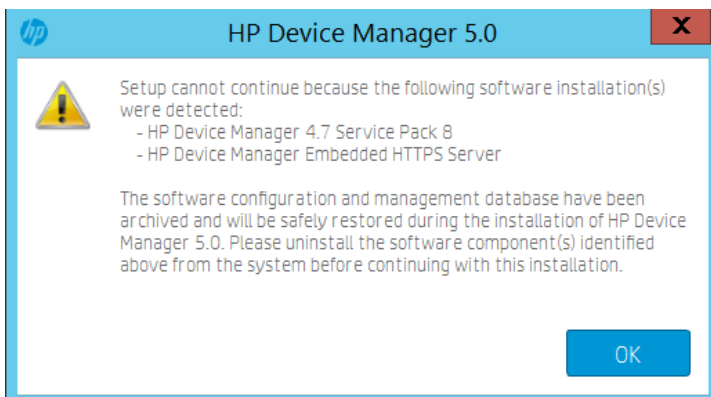 hp
HP Device Manager 5.0
X
Setup cannot continue because the following software installation(s)
were detected:
- HP Device Manager 4.7 Service Pack 8
- HP Device Manager Embedded HTTPS Server
The software configuration and management database have been
archived and will be safely restored during the installation of HP Device
Manager 5.0. Please uninstall the software component(s) identified
above from the system before continuing with this installation.
OK